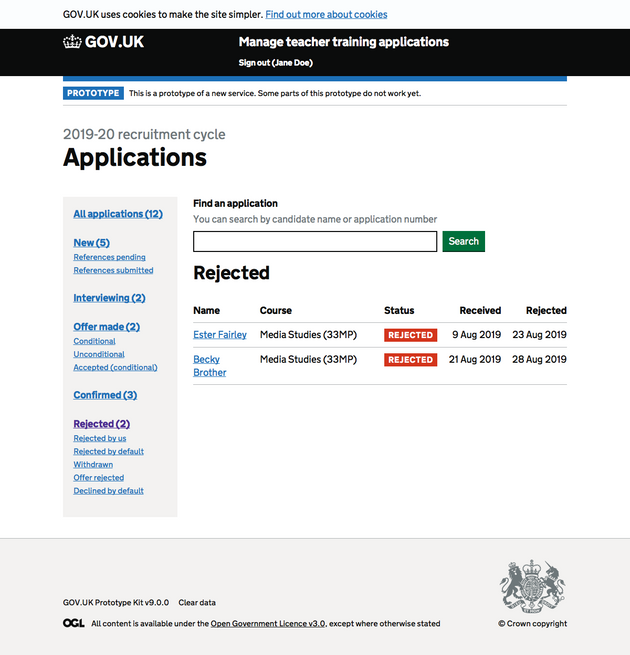 GOV.UK uses cookies to make the site simpler. Find out more about cookies
GOV.UK
Manage teacher training applications
Sign out (Jane Doe)
PROTOTYPE This is a prototype of a new service. Some parts of this prototype do not work yet.
2019-20 recruitment cycle
Applications
All applications (12)
New (5)
References pending
References submitted
Interviewing (2)
Offer made (2)
Conditional
Unconditional
Accepted (conditional)
Confirmed (3)
Rejected (2)
Rejected by us
Rejected by default
Withdrawn
Offer rejected
Declined by default
Find an application
You can search by candidate name or application number
Search
Rejected
Name Course Status Received Rejected
Ester Fairley Media Studies (33MP) REJECTED 9 Aug 2019 23 Aug 2019
Becky Media Studies (33MP) REJECTED 21 Aug 2019 28 Aug 2019
Brother
GOV.UK Prototype Kit v9.0.0 Clear data
OGL All content is available under the Open Government Licence v3.0, except where otherwise stated
© Crown copyright